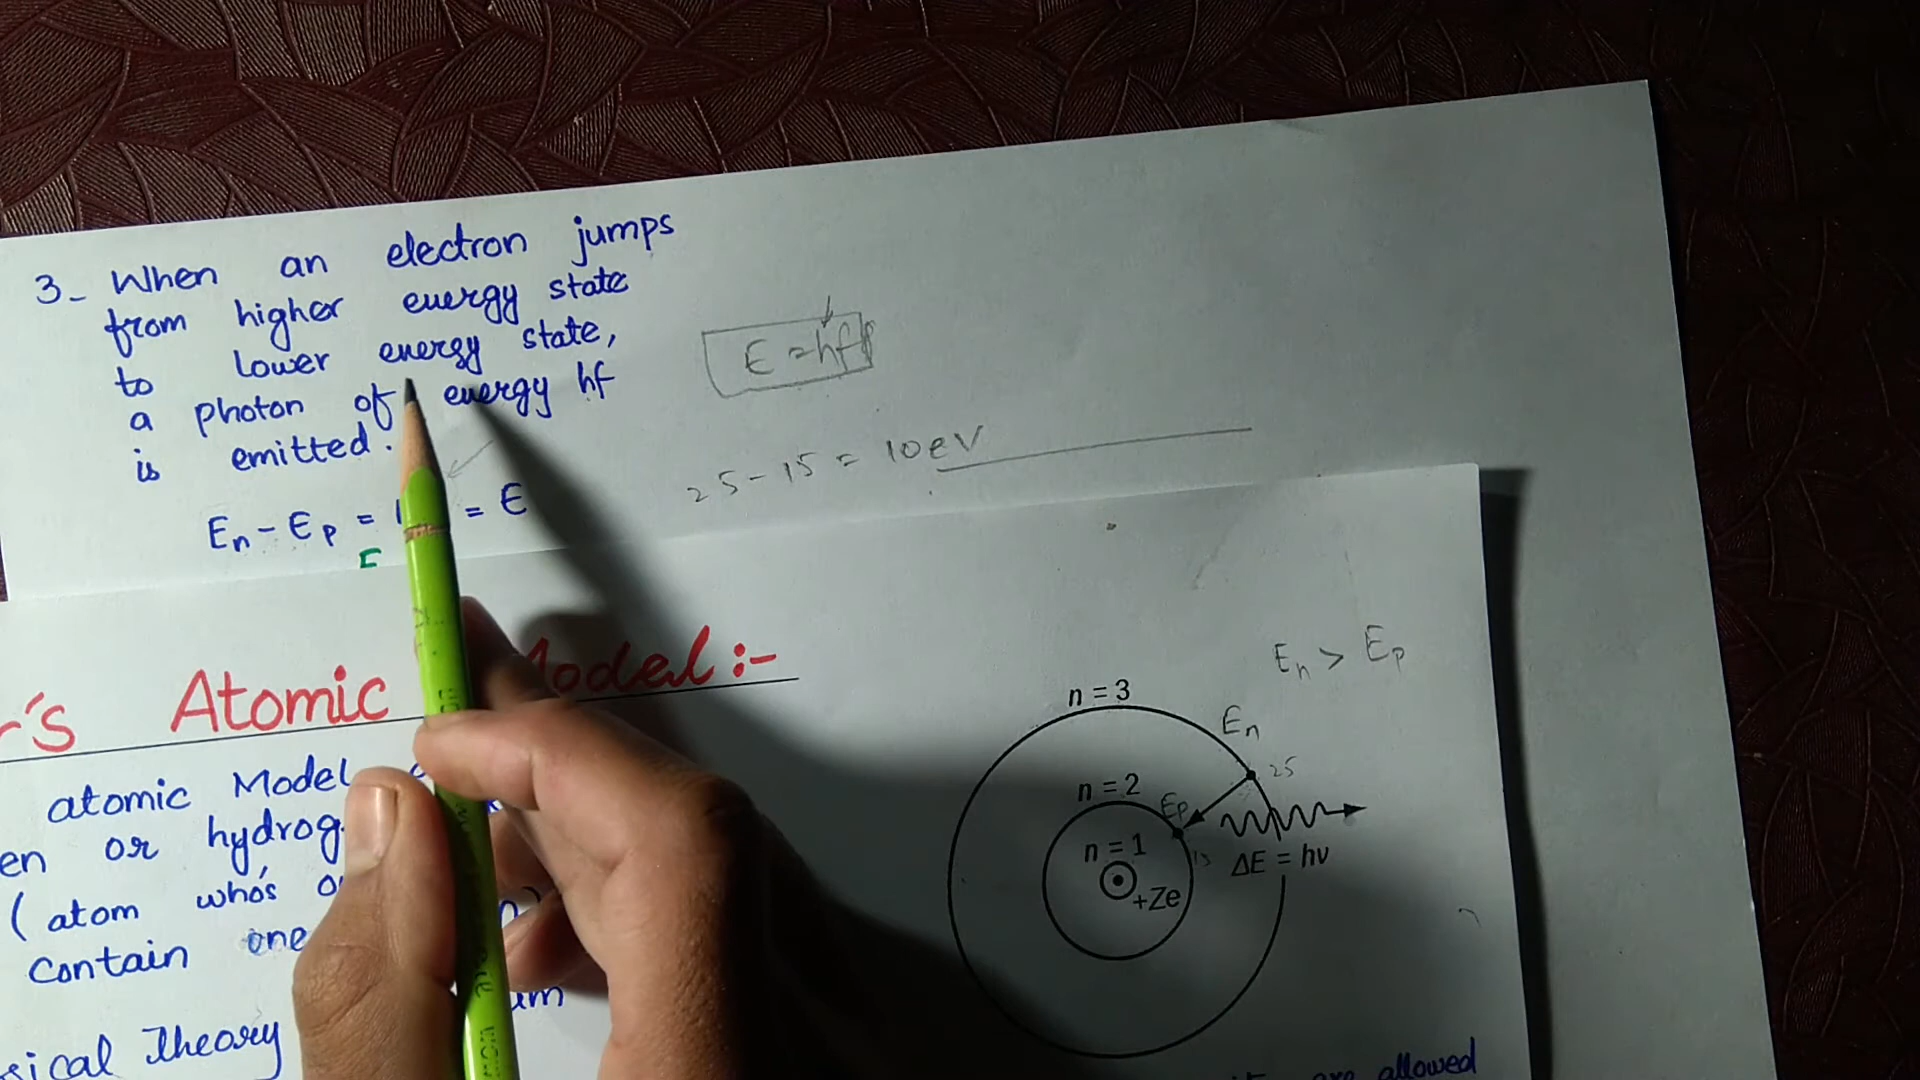 3- When an electron jumps
from higher energy state
to lower energy state,
a photon of energy hf
is emitted.
En - Ep = = E
E = hf
25 - 15 = 10 eV
r's Atomic Model :-
atomic Model
en or hydrog
(atom who's
Contain one
sical Theory
En > Ep
n = 3
En
25
n = 2
Ep
n = 1
15
ΔE = hν
+Ze
are allowed